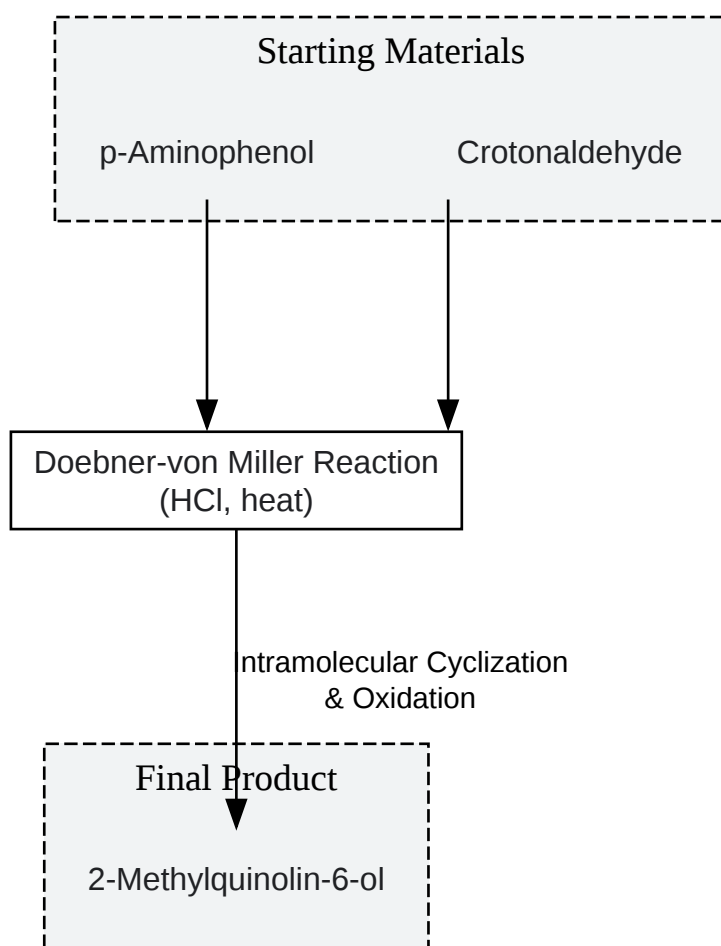 Starting Materials
p-Aminophenol
Crotonaldehyde
Doebner-von Miller Reaction
(HCl, heat)
Intramolecular Cyclization
& Oxidation
Final Product
2-Methylquinolin-6-ol